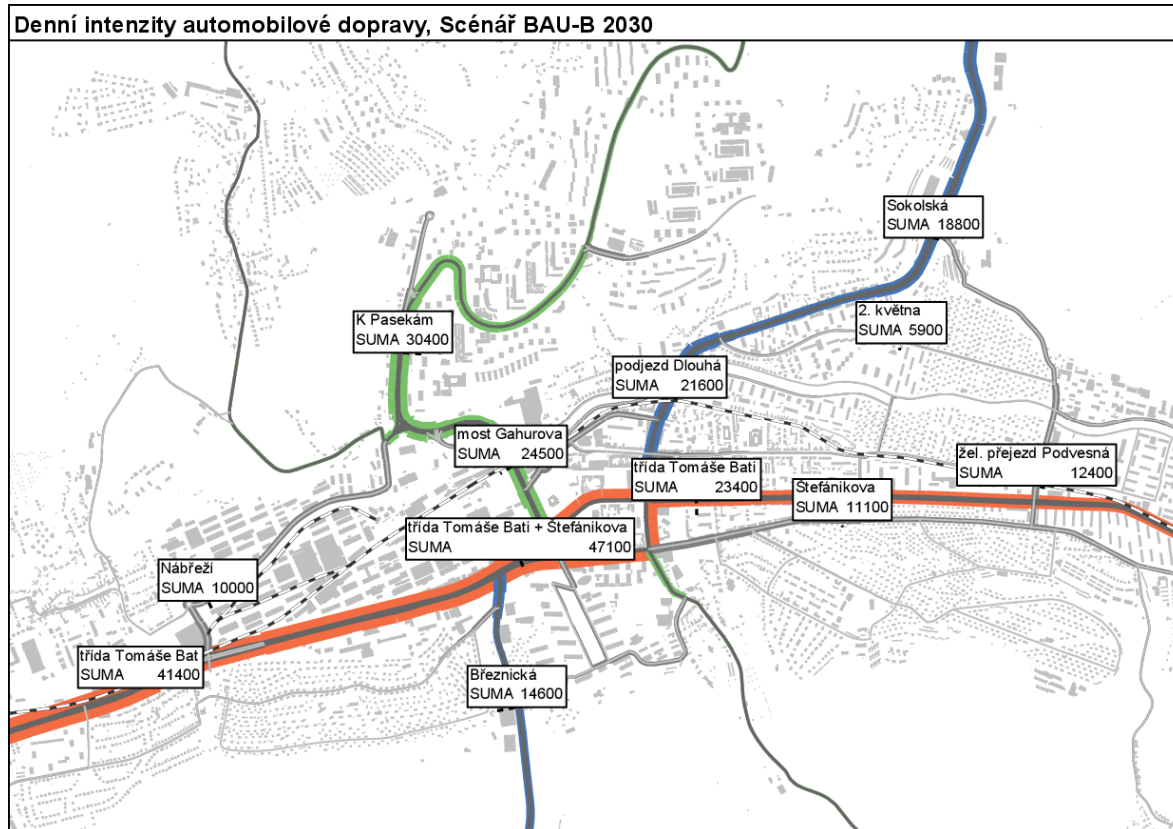 Denní intenzity automobilové dopravy, Scénář BAU-B 2030
Sokolská
SUMA 18800
2. května
SUMA 5900
K Pasekám
SUMA 30400
podjezd Dlouhá
SUMA 21600
most Gahurova
SUMA 24500
třída Tomáše Bati
SUMA 23400
žel. přejezd Podvesná
SUMA 12400
Štefánikova
SUMA 11100
třída Tomáše Bati + Štefánikova
SUMA 47100
Nábřeží
SUMA 10000
třída Tomáše Bat
SUMA 41400
Březnická
SUMA 14600